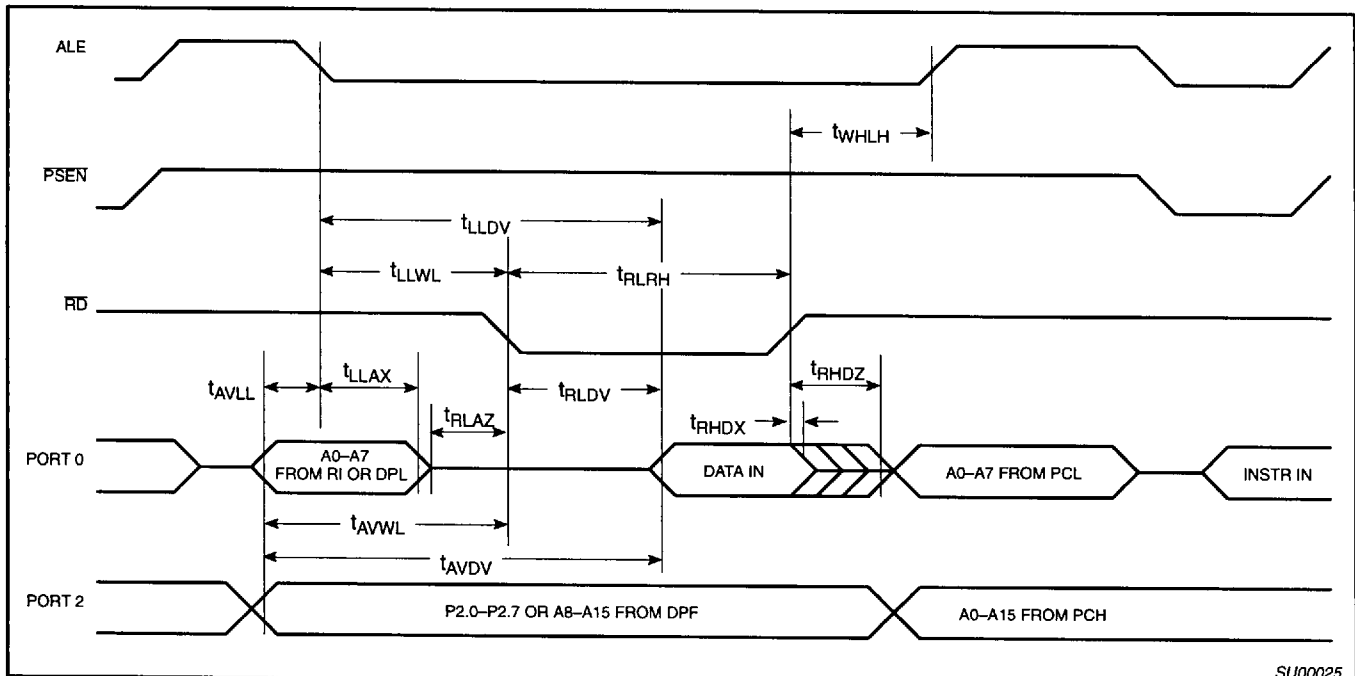 ALE
tWHLH
PSEN
tLLDV
tLLWL
tRLRH
RD
tAVLL
tLLAX
tRLDV
tRHDZ
tRLAZ
tRHDX
PORT 0
A0–A7
FROM RI OR DPL
DATA IN
A0–A7 FROM PCL
INSTR IN
tAVWL
tAVDV
PORT 2
P2.0–P2.7 OR A8–A15 FROM DPF
A0–A15 FROM PCH
SU00025